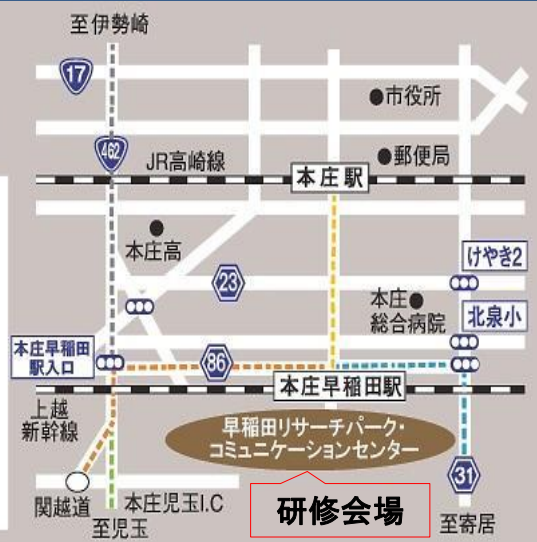 至伊勢崎
17
●市役所
462
JR高崎線
●郵便局
本庄駅
本庄高
けやき2
23
本庄●
総合病院
北泉小
本庄早稲田
駅入口
86
本庄早稲田駅
上越
新幹線
早稲田リサーチパーク・
コミュニケーションセンター
31
関越道
本庄児玉I.C
研修会場
至児玉
至寄居